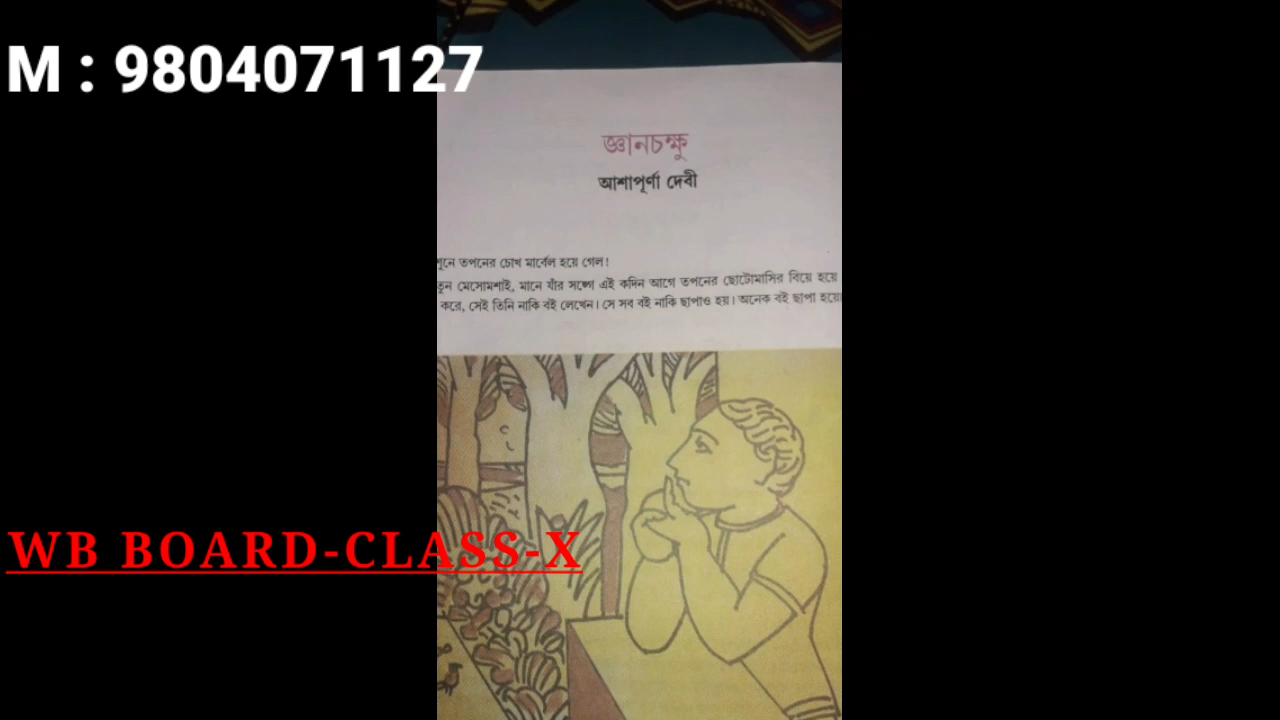 M : 9804071127
জ্ঞানচক্ষু
আশাপূর্ণা দেবী
শুনে তপনের চোখ মার্বেল হয়ে গেল!
তুন মেসোমশাই, মানে যাঁর সঙ্গে এই কদিন আগে তপনের ছোটোমাসির বিয়ে হয়ে
করে, সেই তিনি নাকি বই লেখেন। সে সব বই নাকি ছাপাও হয়। অনেক বই ছাপা হয়ে
WB BOARD-CLASS-X